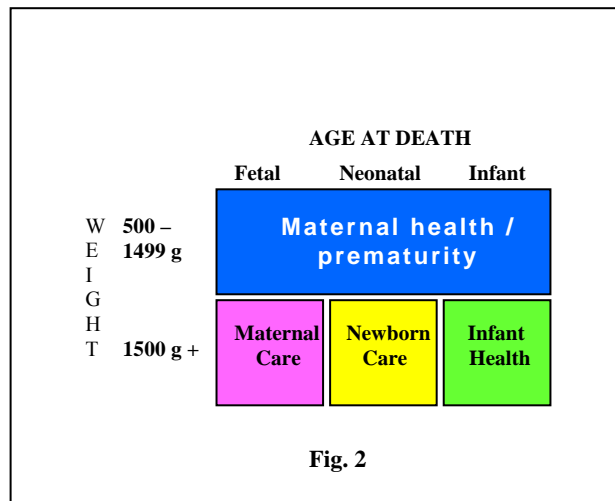 AGE AT DEATH
Fetal Neonatal Infant
WEIGHT
500 –
1499 g
Maternal health /
prematurity
1500 g +
Maternal
Care
Newborn
Care
Infant
Health
Fig. 2